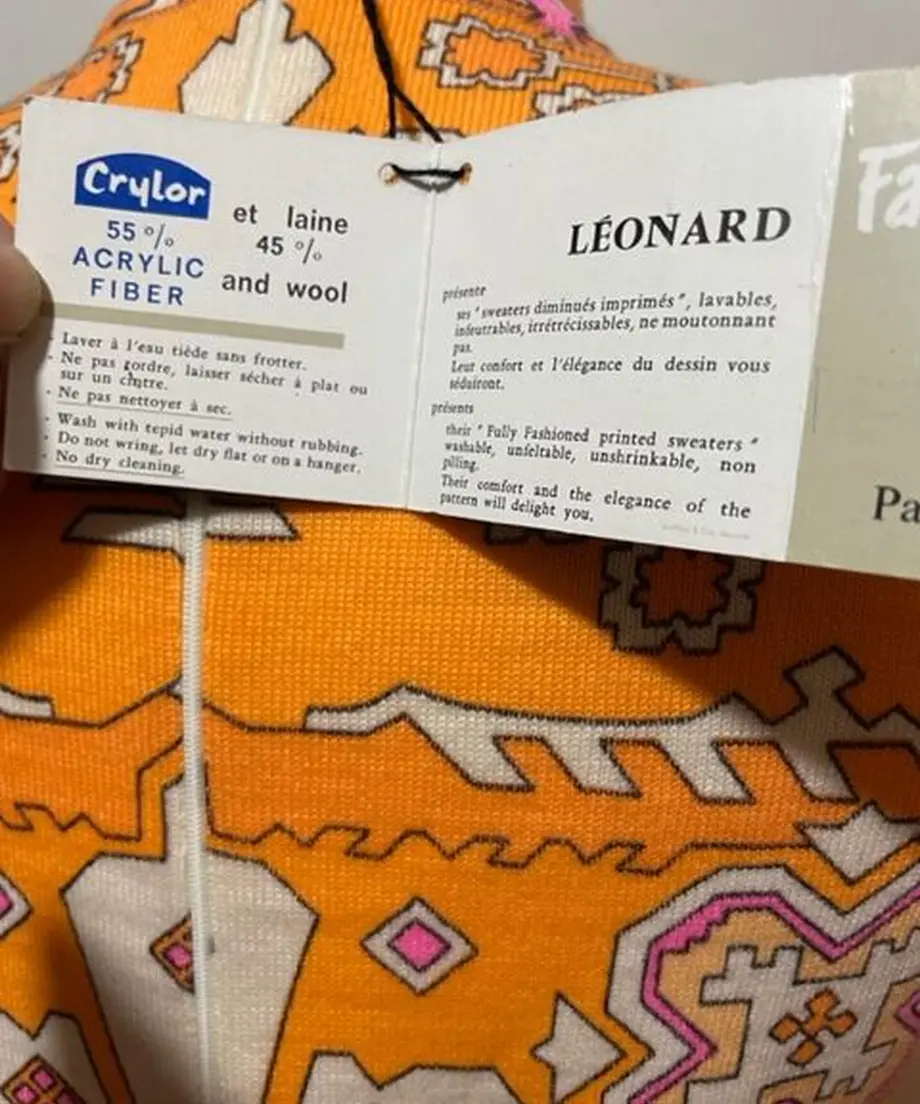 Crylor
55 %
ACRYLIC
FIBER
et laine
45 %
and wool
- Laver à l'eau tiède sans frotter.
- Ne pas tordre, laisser sécher à plat ou
sur un cintre.
- Ne pas nettoyer à sec.
- Wash with tepid water without rubbing.
- Do not wring, let dry flat or on a hanger.
- No dry cleaning.
LÉONARD
présente
ses "sweaters diminués imprimés", lavables,
infeutrables, irrétrécissables, ne moutonnant
pas.
Leur confort et l'élégance du dessin vous
séduiront.
présents
their "Fully Fashioned printed sweaters"
washable, unfeltable, unshrinkable, non
pilling.
Their comfort and the elegance of the
pattern will delight you.
Fa
Pa